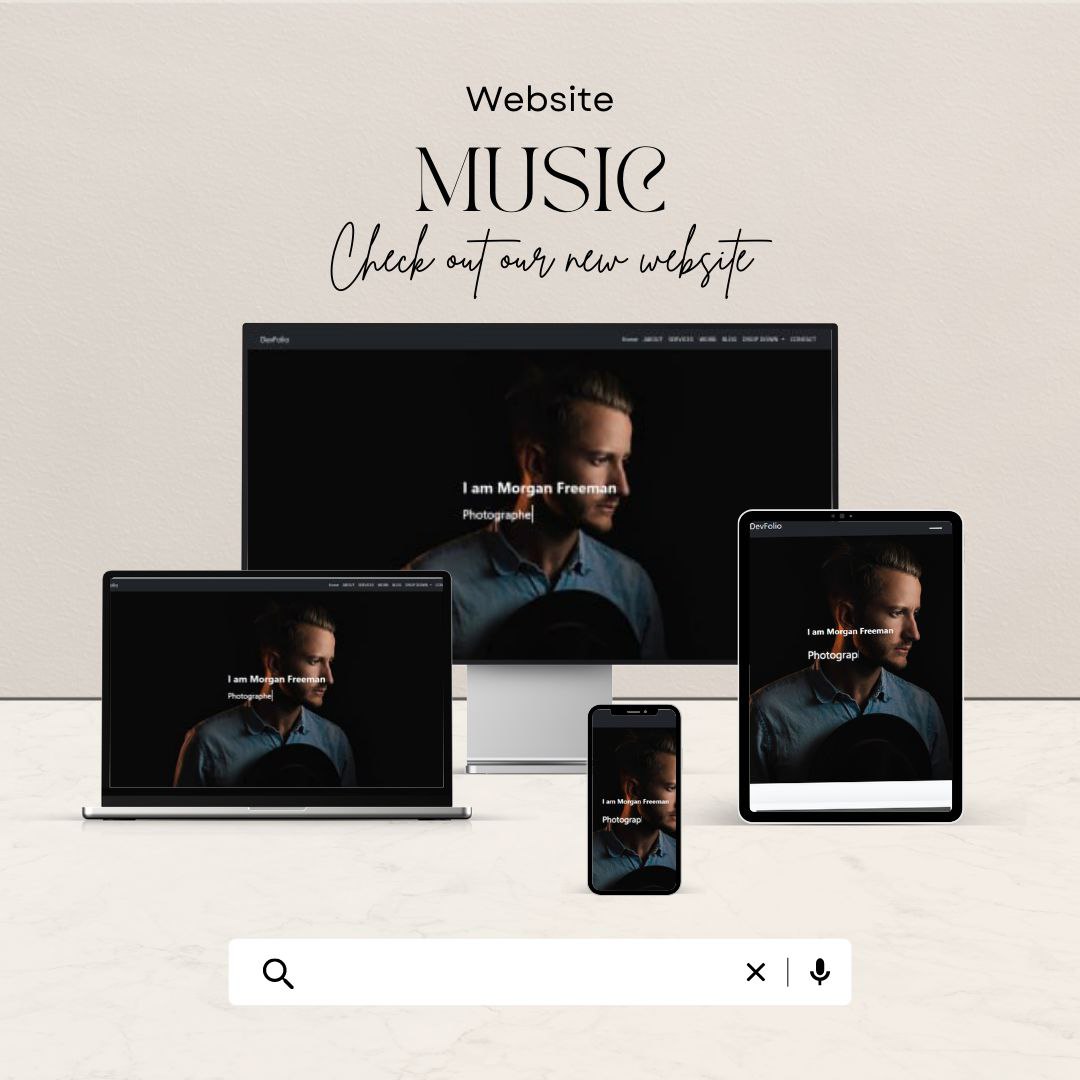 Website
MUSIC
Check out our new website
DevFolio
Home ABOUT SERVICES WORK BLOG DROP DOWN CONTACT
I am Morgan Freeman
Photographe
folio
Home ABOUT SERVICES WORK BLOG DROP DOWN CON
I am Morgan Freeman
Photographe
DevFolio
I am Morgan Freeman
Photograp
I am Morgan Freeman
Photograp